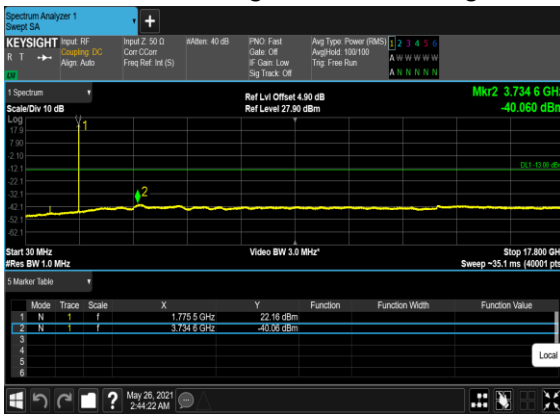 Spectrum Analyzer 1
Swept SA
KEYSIGHT Input: RF Input Z: 50 Ω #Atten: 40 dB PNO: Fast Avg Type: Power (RMS) 1 2 3 4 5 6
R T Coupling: DC Corr CCorr Gate: Off Avg|Hold: 100/100 A W W W W W
Align: Auto Freq Ref: Int (S) IF Gain: Low Trig: Free Run
Sig Track: Off A N N N N N
LV
1 Spectrum Ref Lvl Offset 4.90 dB Mkr2 3.734 6 GHz
Scale/Div 10 dB Ref Level 27.90 dBm -40.060 dBm
Log
17.9
7.90
-2.10
-12.1
-22.1
-32.1
-42.1
-52.1
-62.1
1
2
DL1 -13.00 dBm
Start 30 MHz Video BW 3.0 MHz* Stop 17.800 GH
#Res BW 1.0 MHz Sweep ~35.1 ms (40001 pts
5 Marker Table
Mode Trace Scale X Y Function Function Width Function Value
1 N 1 f 1.775 5 GHz 22.16 dBm
2 N 1 f 3.734 6 GHz -40.06 dBm
3
4
5
6
Local
? May 26, 2021
2:44:22 AM